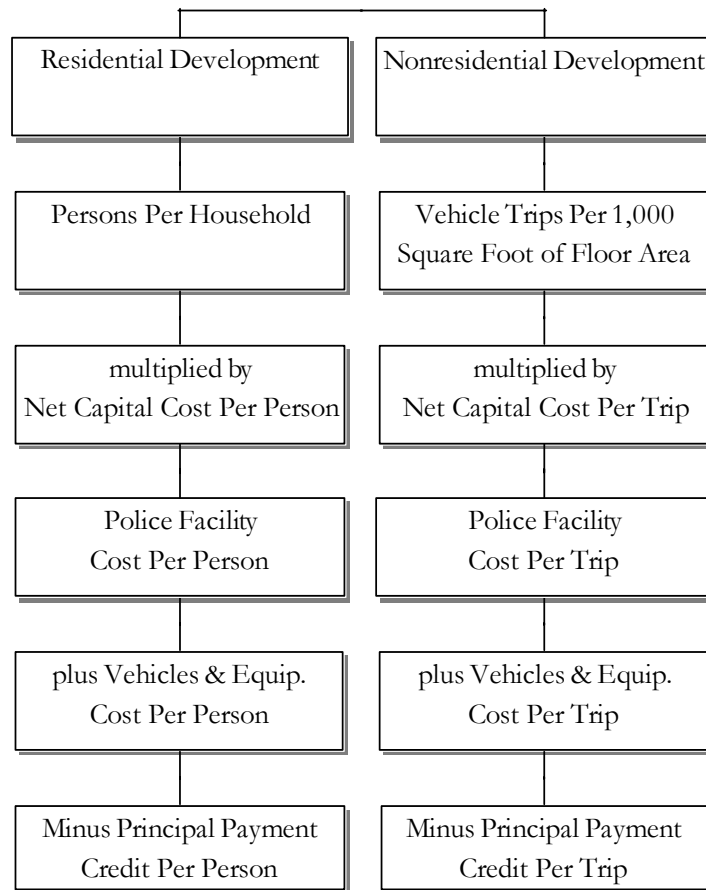 Residential Development
Nonresidential Development
Persons Per Household
Vehicle Trips Per 1,000
Square Foot of Floor Area
multiplied by
Net Capital Cost Per Person
multiplied by
Net Capital Cost Per Trip
Police Facility
Cost Per Person
Police Facility
Cost Per Trip
plus Vehicles & Equip.
Cost Per Person
plus Vehicles & Equip.
Cost Per Trip
Minus Principal Payment
Credit Per Person
Minus Principal Payment
Credit Per Trip